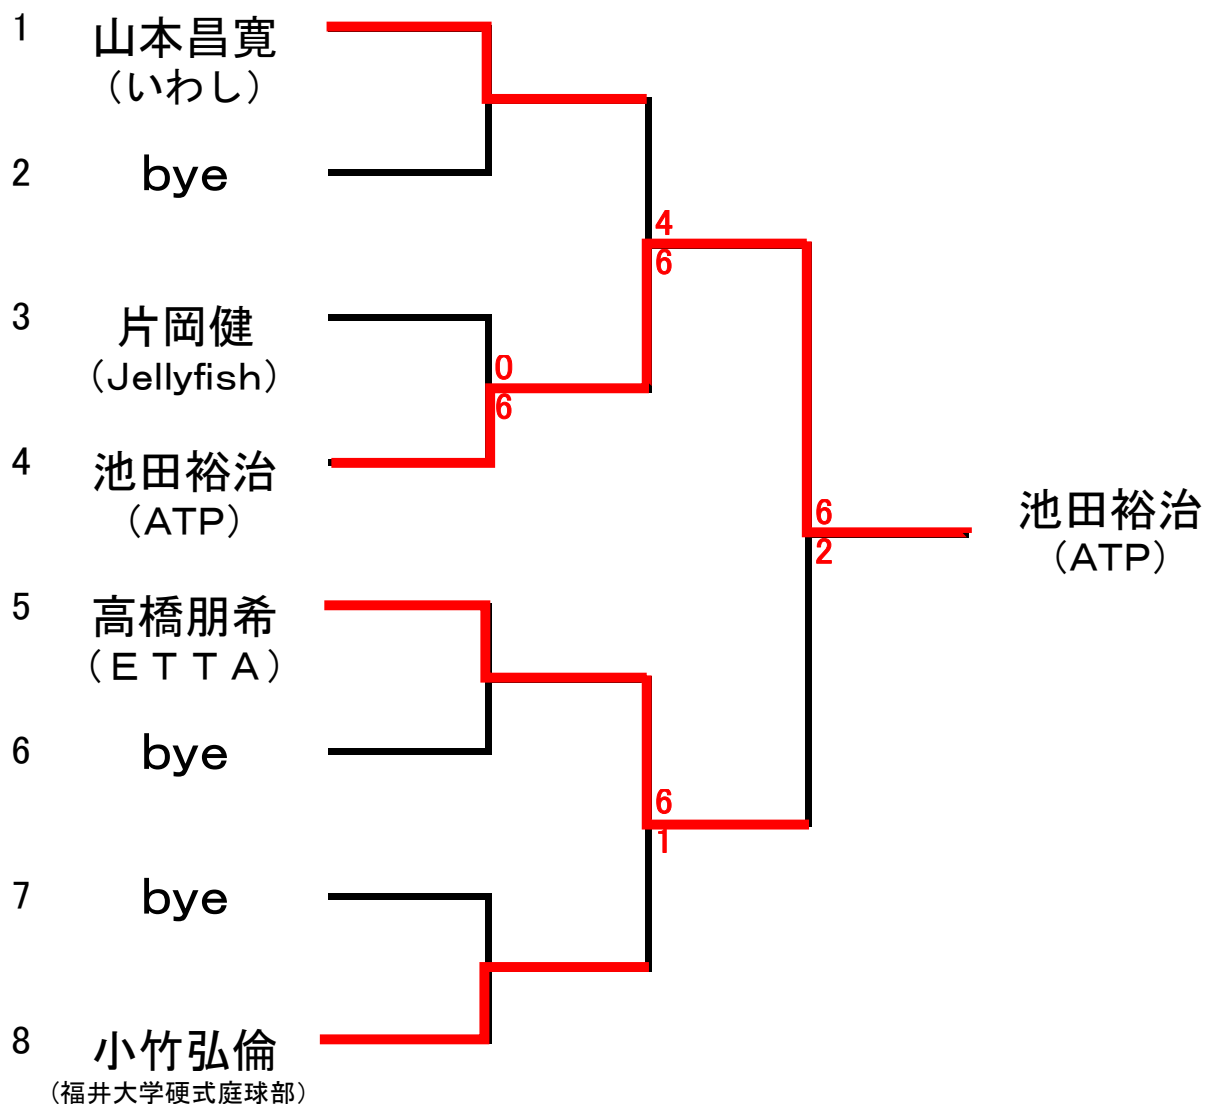 1 山本昌寛
（いわし）
2 bye
4
6
3 片岡健
（Jellyfish）
0
6
4 池田裕治
（ATP）
6
2
池田裕治
（ATP）
5 高橋朋希
（ＥＴＴＡ）
6 bye
6
1
7 bye
8 小竹弘倫
（福井大学硬式庭球部）